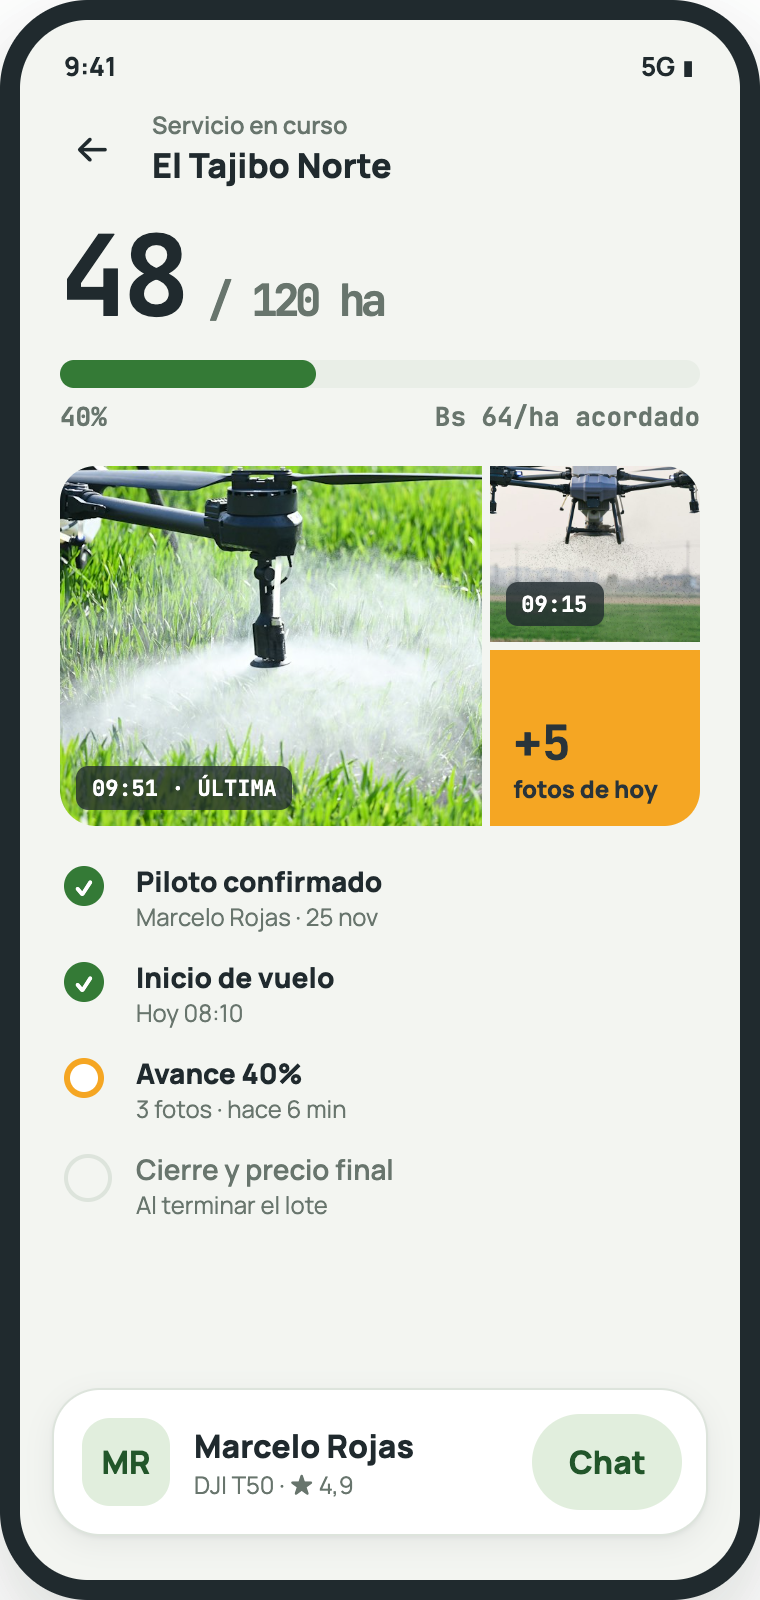 9:41
5G
Servicio en curso
El Tajibo Norte
48 / 120 ha
40%
Bs 64/ha acordado
09:51 · ÚLTIMA
09:15
+5
fotos de hoy
Piloto confirmado
Marcelo Rojas · 25 nov
Inicio de vuelo
Hoy 08:10
Avance 40%
3 fotos · hace 6 min
Cierre y precio final
Al terminar el lote
MR
Marcelo Rojas
DJI T50 · ★ 4,9
Chat